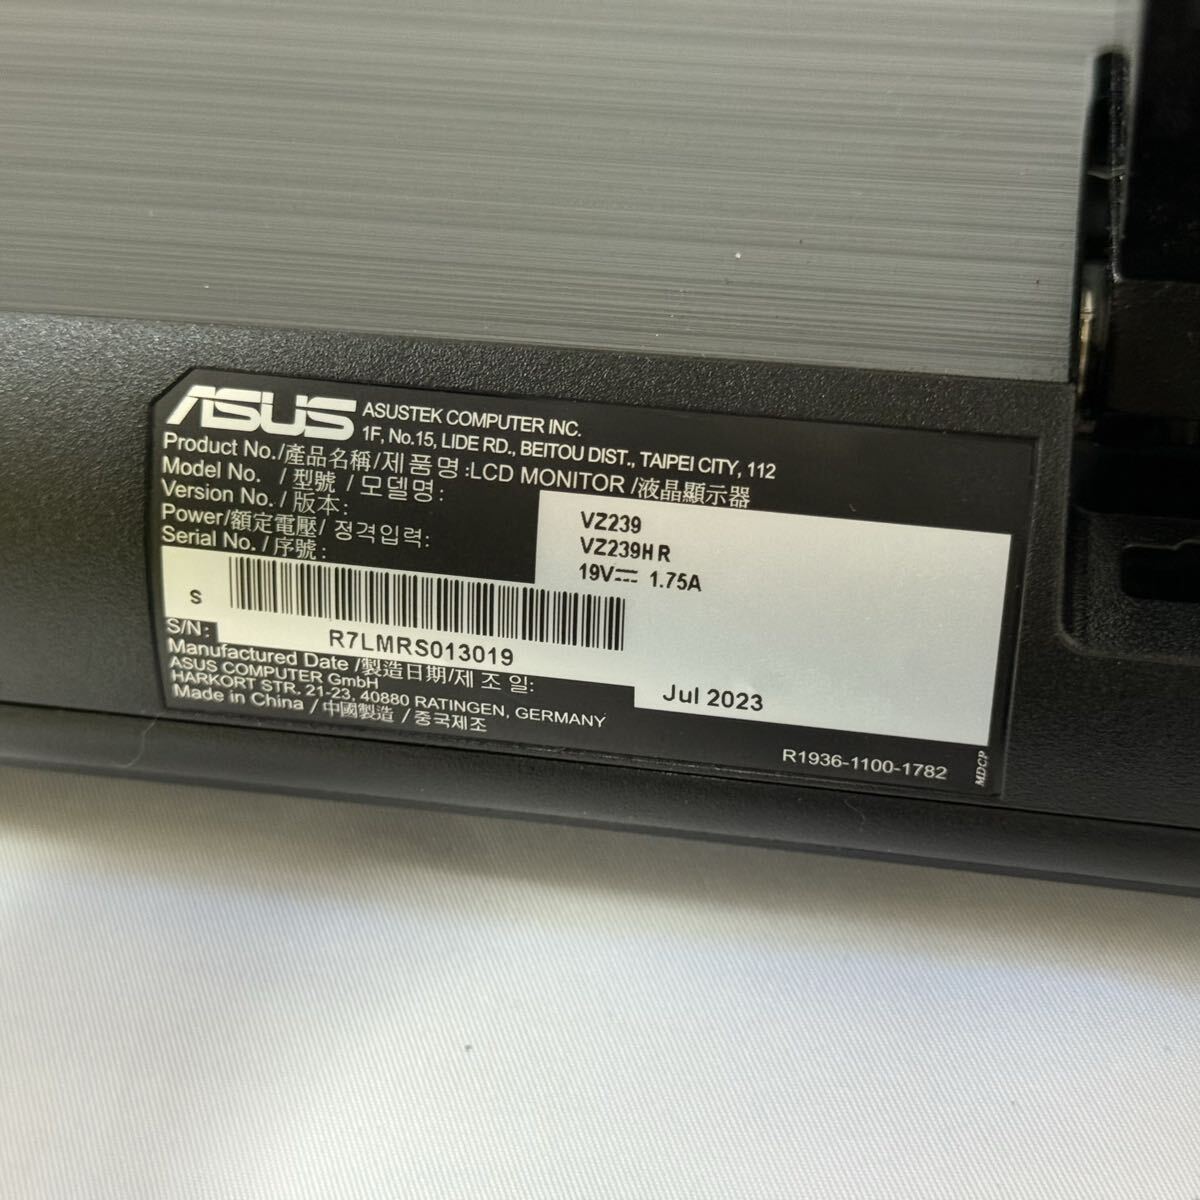 ASUS
ASUSTEK COMPUTER INC.
1F, No.15, LIDE RD., BEITOU DIST., TAIPEI CITY, 112
Product No./產品名稱/제품명:LCD MONITOR /液晶顯示器
Model No. /型號 /모델명:
VZ239
Version No./版本:
VZ239H R
Power/額定電壓/ 정격입력:
19V⎓ 1.75A
Serial No. /序號:
S
S/N:
R7LMRS013019
Manufactured Date /製造日期/제 조 일:
Jul 2023
ASUS COMPUTER GmbH
HARKORT STR. 21-23, 40880 RATINGEN, GERMANY
Made in China /中國製造 /중국제조
R1936-1100-1782
MDCP